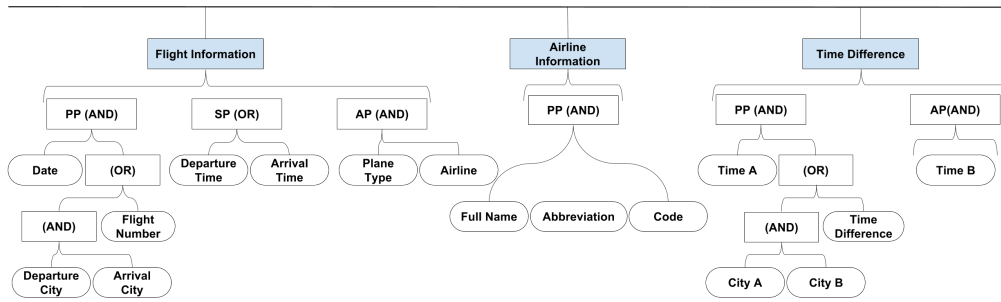 Flight Information
Airline
Information
Time Difference
PP (AND)
SP (OR)
AP (AND)
PP (AND)
PP (AND)
AP(AND)
Date
(OR)
Departure
Time
Arrival
Time
Plane
Type
Airline
Time A
(OR)
Time B
(AND)
Flight
Number
Full Name
Abbreviation
Code
(AND)
Time
Difference
Departure
City
Arrival
City
City A
City B